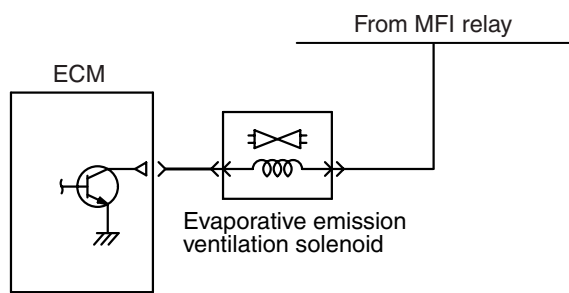 From MFI relay
ECM
Evaporative emission
ventilation solenoid